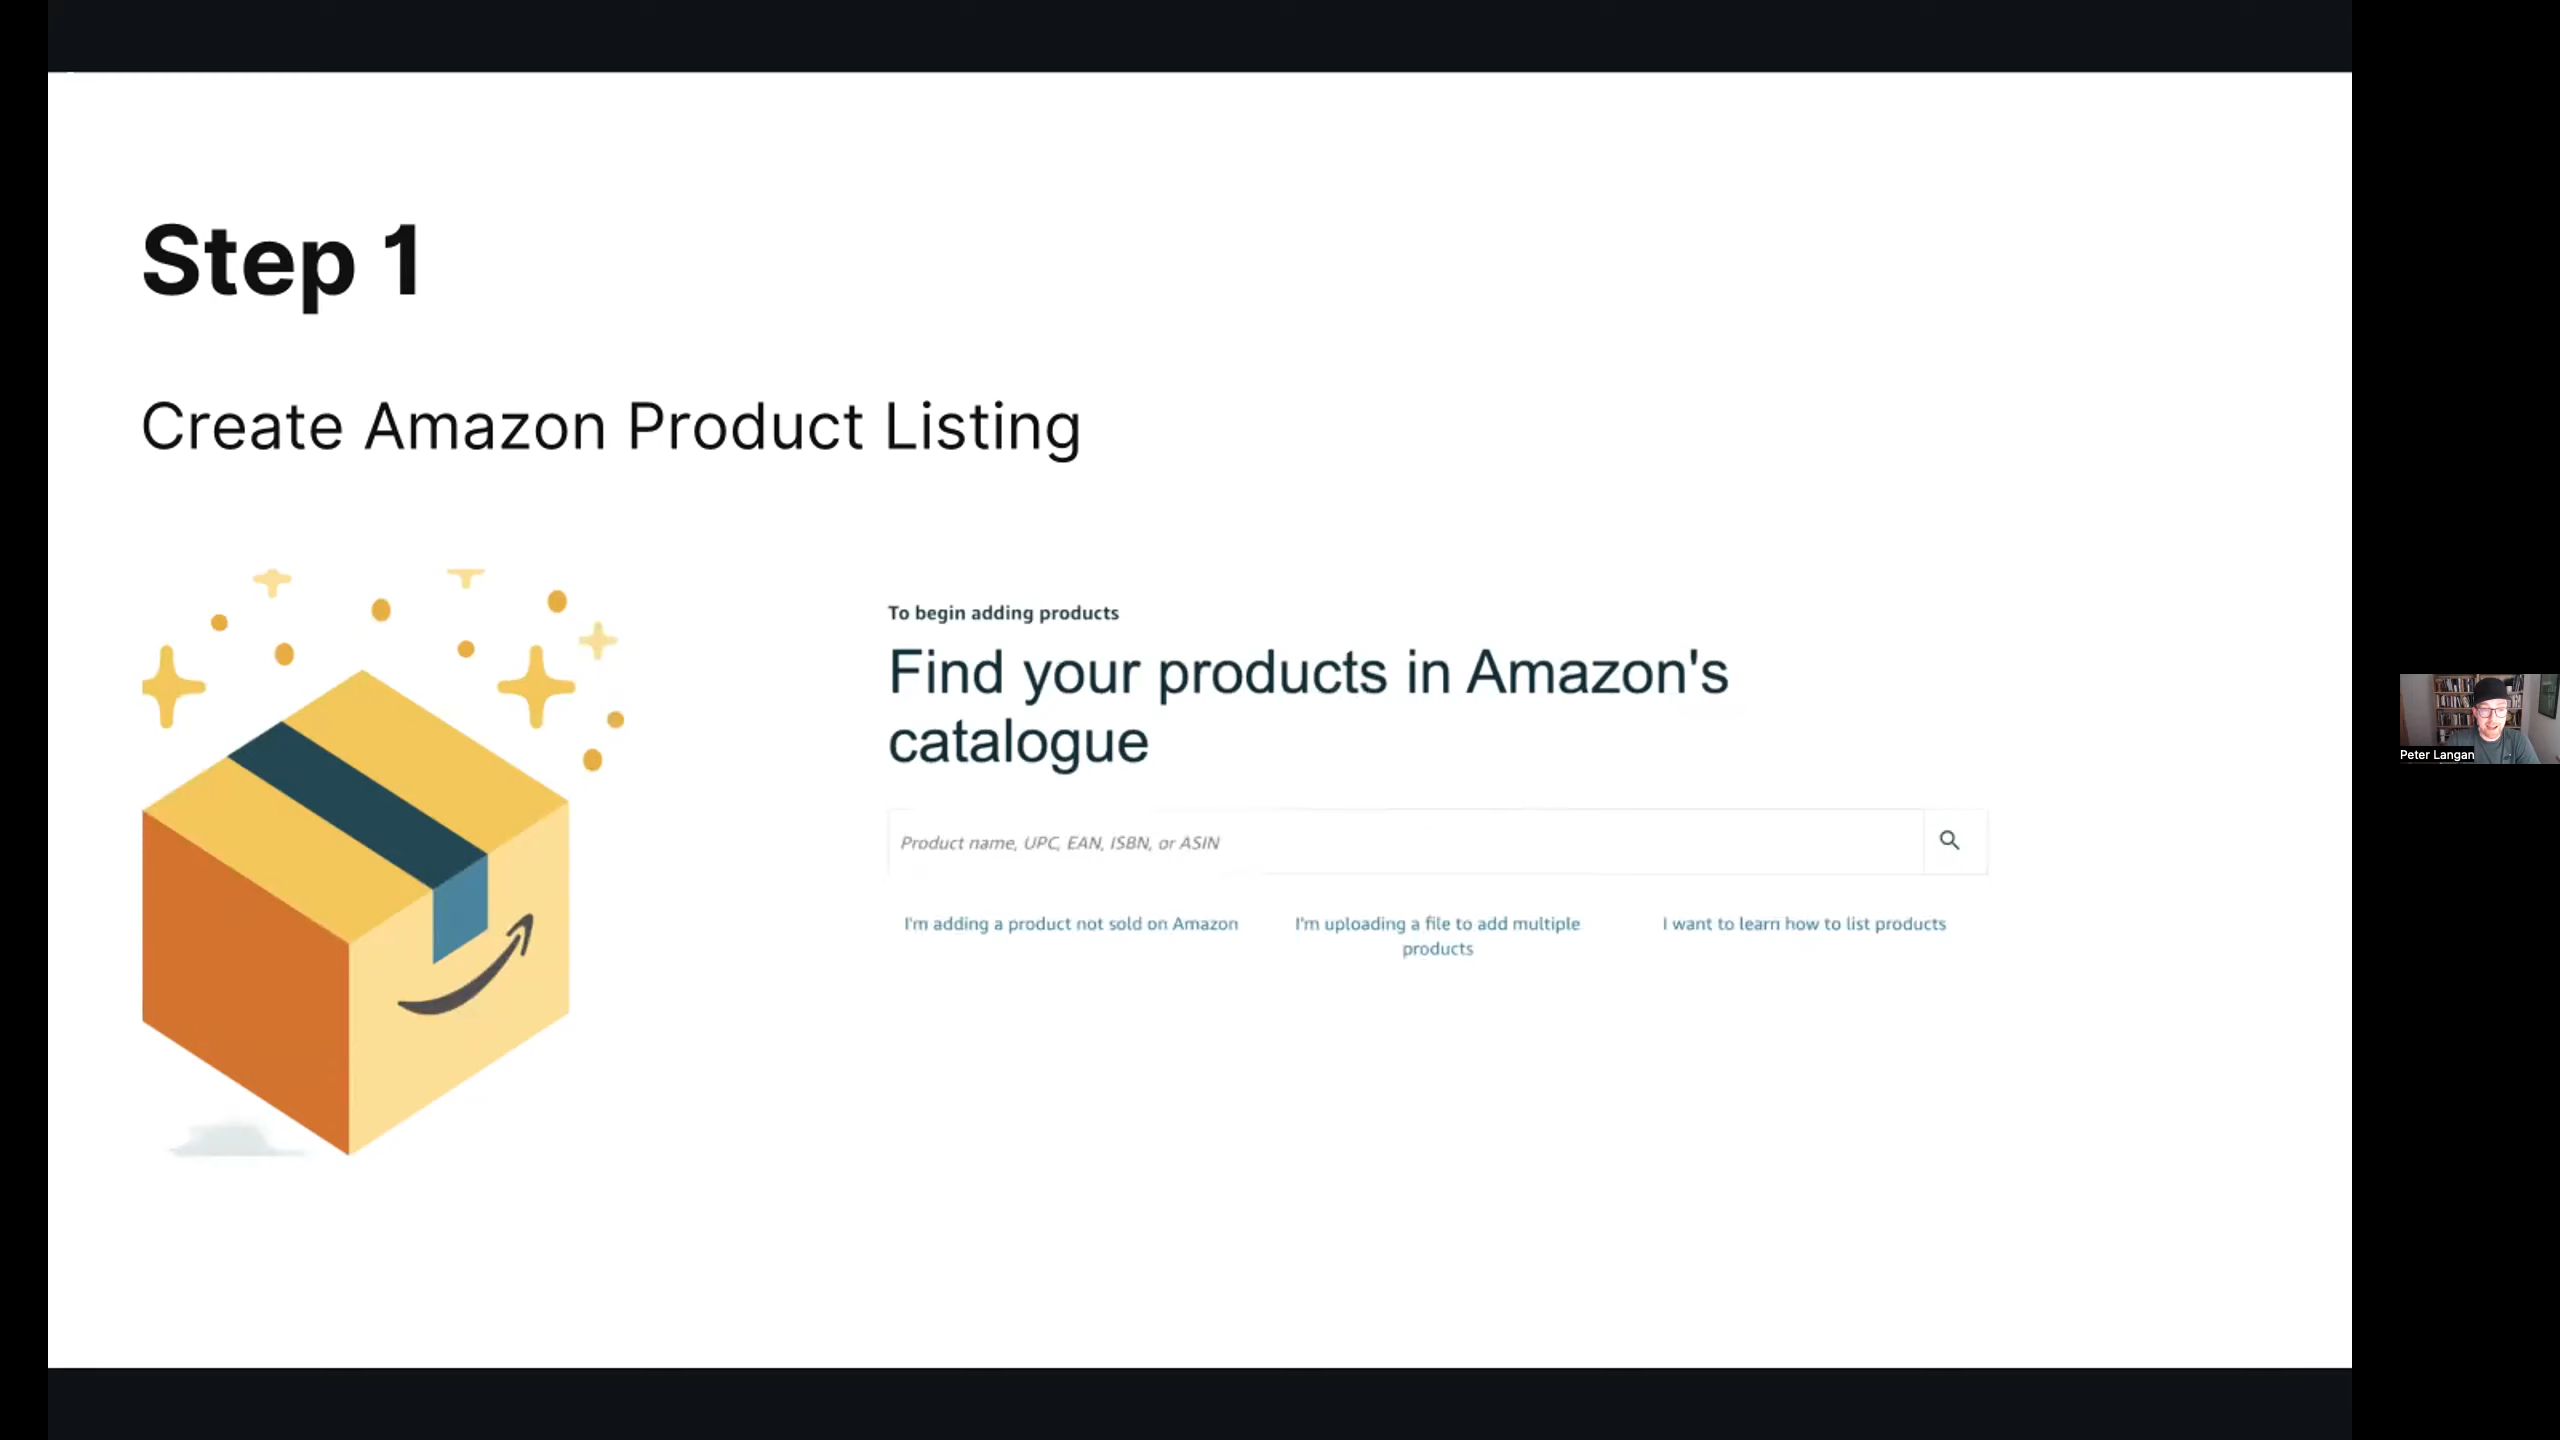 Step 1
Create Amazon Product Listing
To begin adding products
Find your products in Amazon's
catalogue
Product name, UPC, EAN, ISBN, or ASIN
I'm adding a product not sold on Amazon
I'm uploading a file to add multiple
products
I want to learn how to list products
Peter Langan